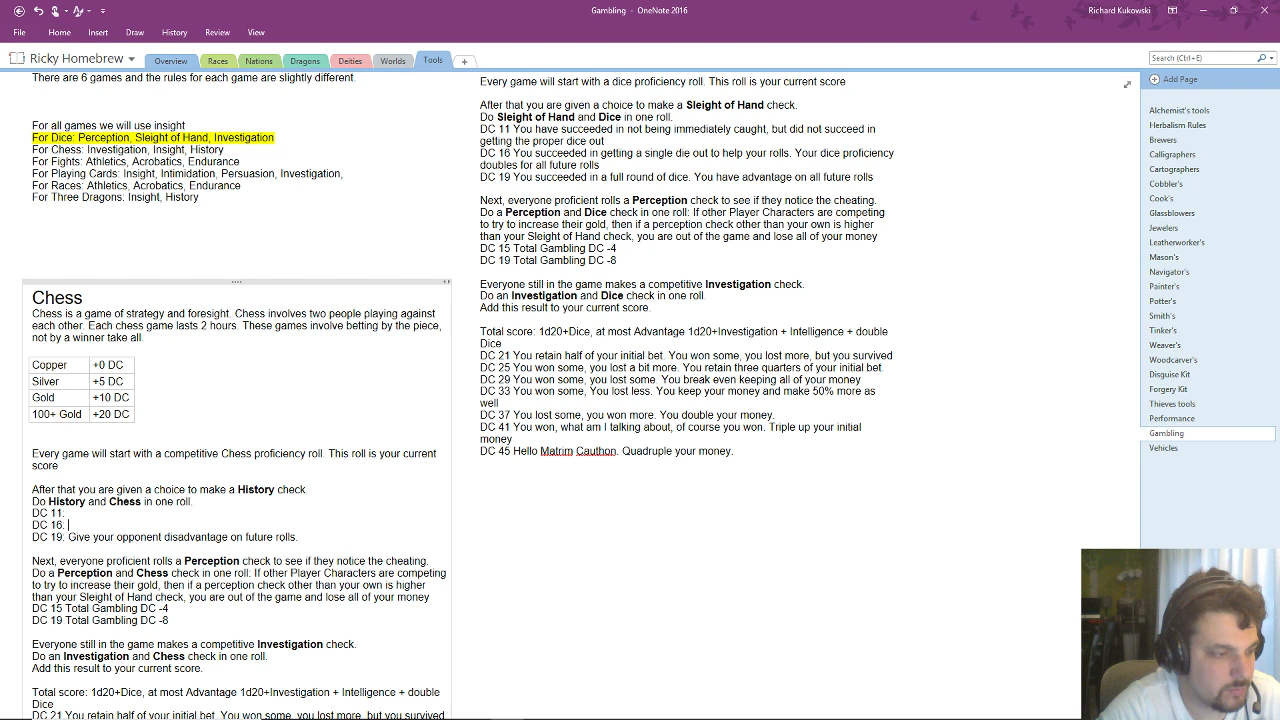 Gambling - OneNote 2016
Richard Kukowski
File Home Insert Draw History Review View
Ricky Homebrew
Overview Races Nations Dragons Deities Worlds Tools
Search (Ctrl+E)
There are 6 games and the rules for each game are slightly different.
For all games we will use insight
For Dice: Perception, Sleight of Hand, Investigation
For Chess: Investigation, Insight, History
For Fights: Athletics, Acrobatics, Endurance
For Playing Cards: Insight, Intimidation, Persuasion, Investigation,
For Races: Athletics, Acrobatics, Endurance
For Three Dragons: Insight, History
Chess
Chess is a game of strategy and foresight. Chess involves two people playing against
each other. Each chess game lasts 2 hours. These games involve betting by the piece,
not by a winner take all.
Copper +0 DC
Silver +5 DC
Gold +10 DC
100+ Gold +20 DC
Every game will start with a competitive Chess proficiency roll. This roll is your current
score
After that you are given a choice to make a History check.
Do History and Chess in one roll.
DC 11:
DC 16:
DC 19: Give your opponent disadvantage on future rolls.
Next, everyone proficient rolls a Perception check to see if they notice the cheating.
Do a Perception and Chess check in one roll: If other Player Characters are competing
to try to increase their gold, then if a perception check other than your own is higher
than your Sleight of Hand check, you are out of the game and lose all of your money
DC 15 Total Gambling DC -4
DC 19 Total Gambling DC -8
Everyone still in the game makes a competitive Investigation check.
Do an Investigation and Chess check in one roll.
Add this result to your current score.
Total score: 1d20+Dice, at most Advantage 1d20+Investigation + Intelligence + double
Dice
DC 21 You retain half of your initial bet. You won some, you lost more, but you survived
Every game will start with a dice proficiency roll. This roll is your current score
After that you are given a choice to make a Sleight of Hand check.
Do Sleight of Hand and Dice in one roll.
DC 11 You have succeeded in not being immediately caught, but did not succeed in
getting the proper dice out
DC 16 You succeeded in getting a single die out to help your rolls. Your dice proficiency
doubles for all future rolls
DC 19 You succeeded in a full round of dice. You have advantage on all future rolls
Next, everyone proficient rolls a Perception check to see if they notice the cheating.
Do a Perception and Dice check in one roll: If other Player Characters are competing
to try to increase their gold, then if a perception check other than your own is higher
than your Sleight of Hand check, you are out of the game and lose all of your money
DC 15 Total Gambling DC -4
DC 19 Total Gambling DC -8
Everyone still in the game makes a competitive Investigation check.
Do an Investigation and Dice check in one roll.
Add this result to your current score.
Total score: 1d20+Dice, at most Advantage 1d20+Investigation + Intelligence + double
Dice
DC 21 You retain half of your initial bet. You won some, you lost more, but you survived
DC 25 You won some, you lost a bit more. You retain three quarters of your initial bet.
DC 29 You won some, you lost some. You break even keeping all of your money
DC 33 You won some, You lost less. You keep your money and make 50% more as
well
DC 37 You lost some, you won more. You double your money.
DC 41 You won, what am I talking about, of course you won. Triple up your initial
money
DC 45 Hello Matrim Cauthon. Quadruple your money.
Add Page
Alchemist's tools
Herbalism Rules
Brewers
Calligraphers
Cartographers
Cobbler's
Cook's
Glassblowers
Jewelers
Leatherworker's
Mason's
Navigator's
Painter's
Potter's
Smith's
Tinker's
Weaver's
Woodcarver's
Disguise Kit
Forgery Kit
Thieves tools
Performance
Gambling
Vehicles